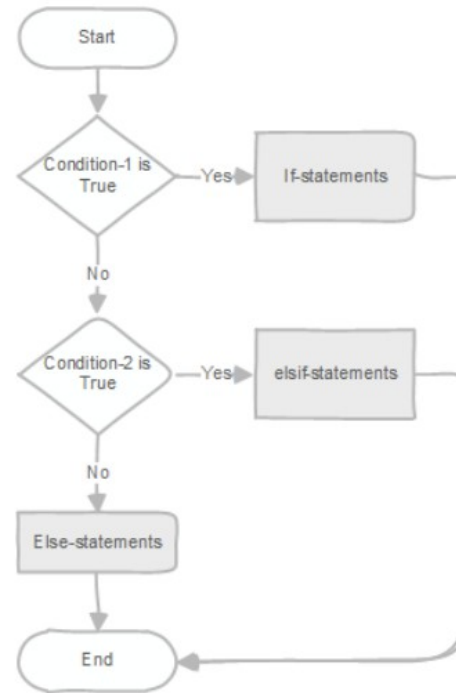 Start
Condition-1 is
True
Yes
If-statements
No
Condition-2 is
True
Yes
elsif-statements
No
Else-statements
End